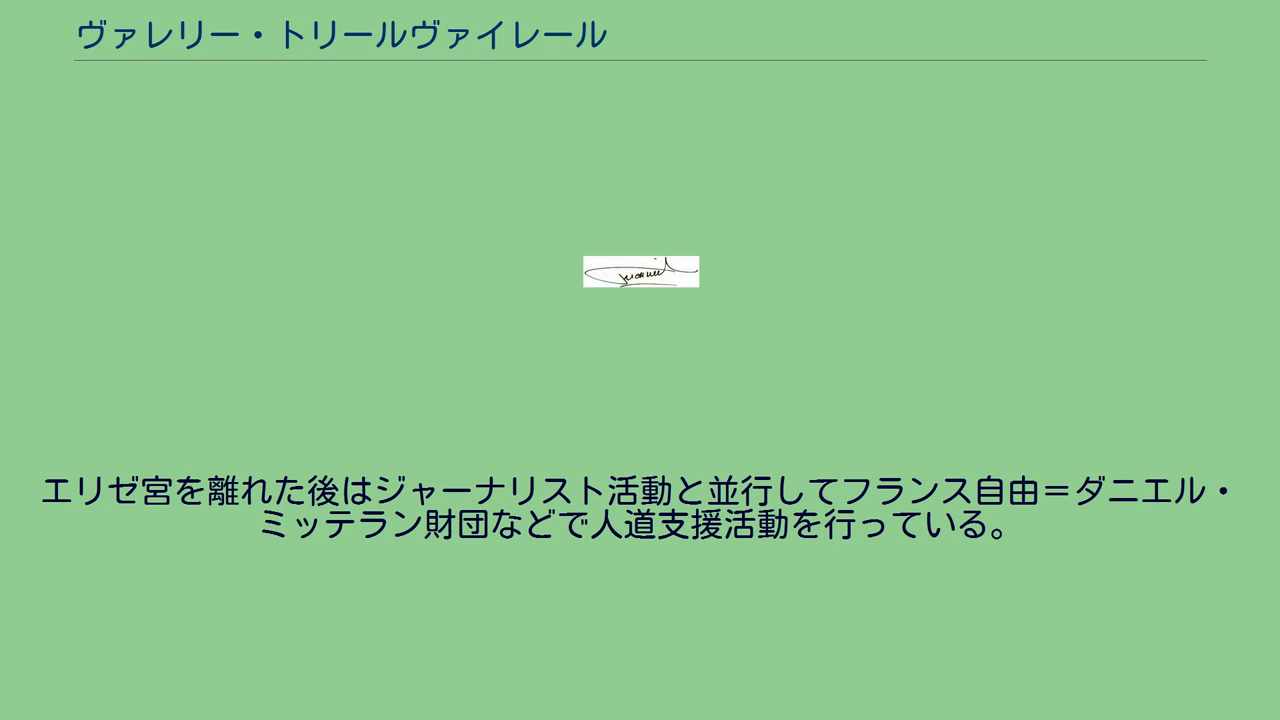 ヴァレリー・トリールヴァイレール
エリゼ宮を離れた後はジャーナリスト活動と並行してフランス自由＝ダニエル・
ミッテラン財団などで人道支援活動を行っている。